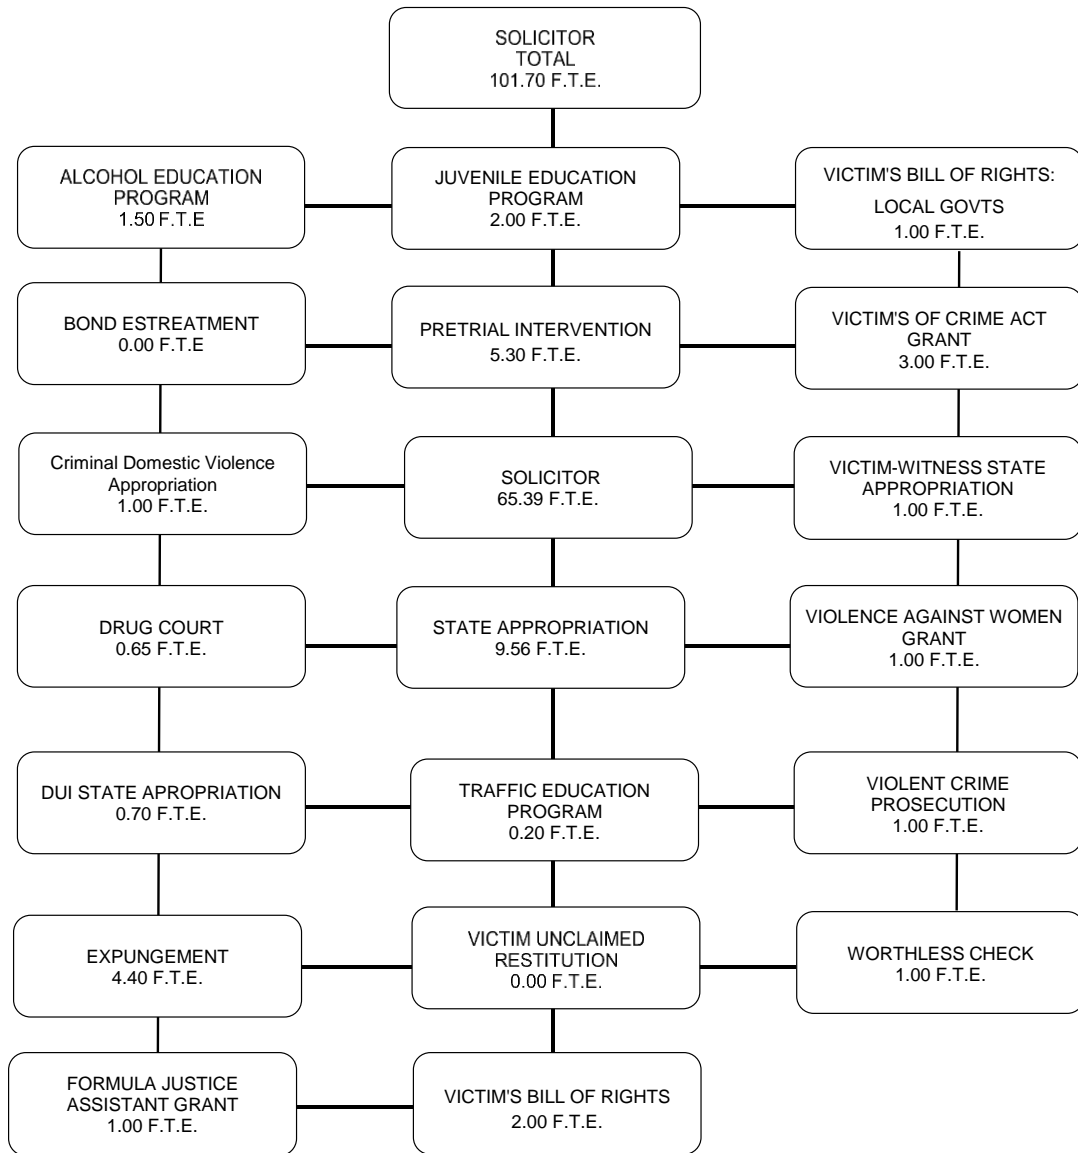 SOLICITOR
TOTAL
101.70 F.T.E.
ALCOHOL EDUCATION
PROGRAM
1.50 F.T.E
JUVENILE EDUCATION
PROGRAM
2.00 F.T.E.
VICTIM'S BILL OF RIGHTS:
LOCAL GOVTS
1.00 F.T.E.
BOND ESTREATMENT
0.00 F.T.E
PRETRIAL INTERVENTION
5.30 F.T.E.
VICTIM'S OF CRIME ACT
GRANT
3.00 F.T.E.
Criminal Domestic Violence
Appropriation
1.00 F.T.E.
SOLICITOR
65.39 F.T.E.
VICTIM-WITNESS STATE
APPROPRIATION
1.00 F.T.E.
DRUG COURT
0.65 F.T.E.
STATE APPROPRIATION
9.56 F.T.E.
VIOLENCE AGAINST WOMEN
GRANT
1.00 F.T.E.
DUI STATE APROPRIATION
0.70 F.T.E.
TRAFFIC EDUCATION
PROGRAM
0.20 F.T.E.
VIOLENT CRIME
PROSECUTION
1.00 F.T.E.
EXPUNGEMENT
4.40 F.T.E.
VICTIM UNCLAIMED
RESTITUTION
0.00 F.T.E.
WORTHLESS CHECK
1.00 F.T.E.
FORMULA JUSTICE
ASSISTANT GRANT
1.00 F.T.E.
VICTIM'S BILL OF RIGHTS
2.00 F.T.E.